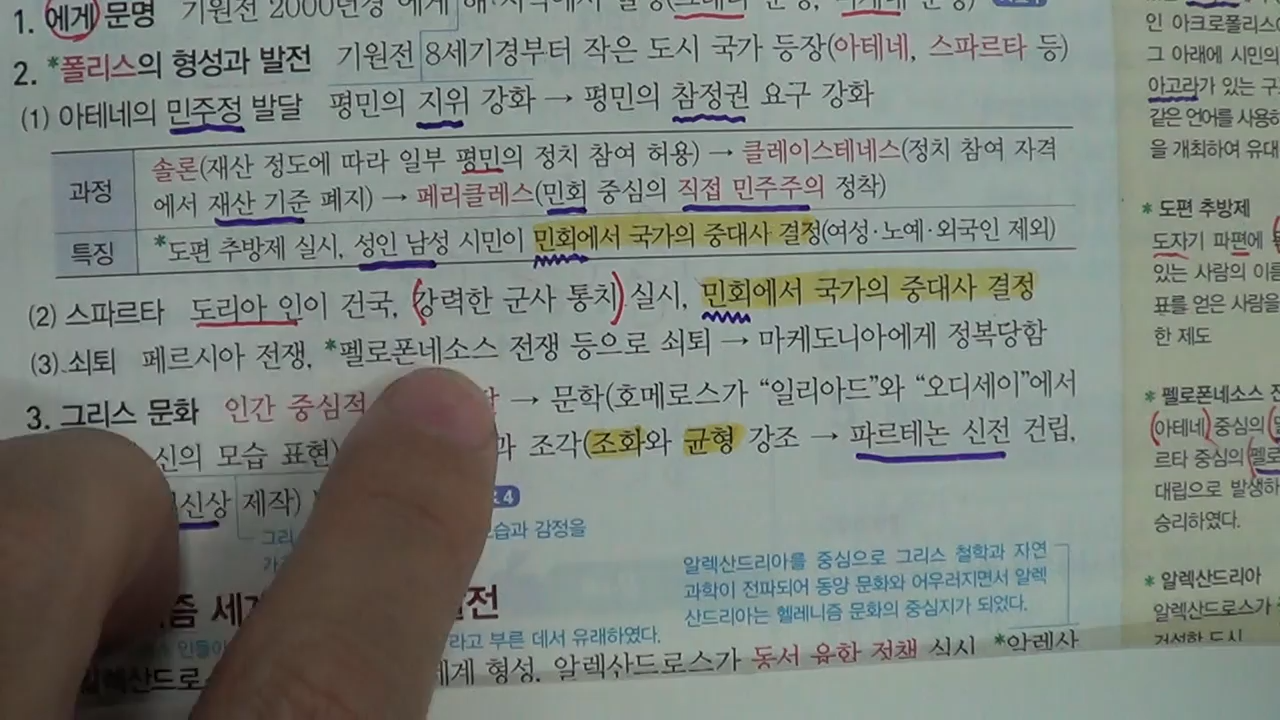 1. 에게 문명 기원전 2000년경 에게
2. *폴리스의 형성과 발전 기원전 8세기경부터 작은 도시 국가 등장(아테네, 스파르타 등)
(1) 아테네의 민주정 발달 평민의 지위 강화 → 평민의 참정권 요구 강화
과정
솔론(재산 정도에 따라 일부 평민의 정치 참여 허용) → 클레이스테네스(정치 참여 자격
에서 재산 기준 폐지) → 페리클레스(민회 중심의 직접 민주주의 정착)
특징 *도편 추방제 실시, 성인 남성 시민이 민회에서 국가의 중대사 결정(여성·노예·외국인 제외)
(2) 스파르타 도리아 인이 건국, 강력한 군사 통치 실시, 민회에서 국가의 중대사 결정
(3) 쇠퇴 페르시아 전쟁, *펠로폰네소스 전쟁 등으로 쇠퇴 → 마케도니아에게 정복당함
3. 그리스 문화 인간 중심적 → 문학(호메로스가 “일리아드”와 “오디세이”에서
신의 모습 표현) 조각(조화와 균형 강조 → 파르테논 신전 건립,
신상 제작)
4
감정을
알렉산드리아를 중심으로 그리스 철학과 자연
과학이 전파되어 동양 문화와 어우러지면서 알렉
산드리아는 헬레니즘 문화의 중심지가 되었다.
라고 부른 데서 유래하였다.
형성. 알렉산드로스가 동서 융합 정책 실시
인 아크로폴리스
그 아래에 시민의
아고라가 있는 구
같은 언어를 사용
을 개최하여 유대
* 도편 추방제
도자기 파편에
있는 사람의 이름
표를 얻은 사람을
한 제도
* 펠로폰네소스
(아테네) 중심의
르타 중심의
대립으로 발생하
승리하였다.
* 알렉산드리아
알렉산드로스가
건설한 도시